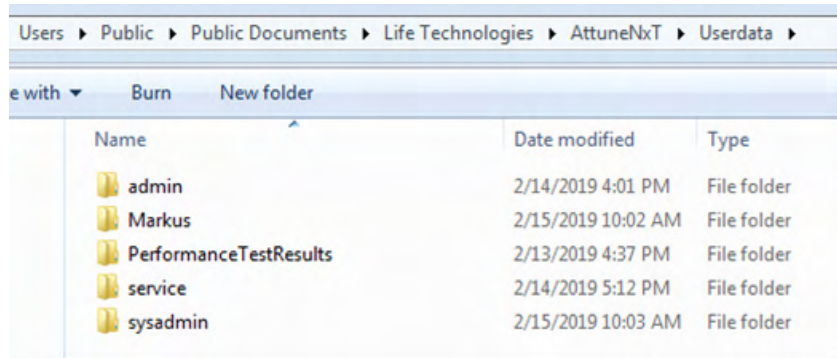 Users ▸ Public ▸ Public Documents ▸ Life Technologies ▸ AttuneNxT ▸ Userdata ▸
e with ▾ Burn New folder
Name Date modified Type
admin 2/14/2019 4:01 PM File folder
Markus 2/15/2019 10:02 AM File folder
PerformanceTestResults 2/13/2019 4:37 PM File folder
service 2/14/2019 5:12 PM File folder
sysadmin 2/15/2019 10:03 AM File folder